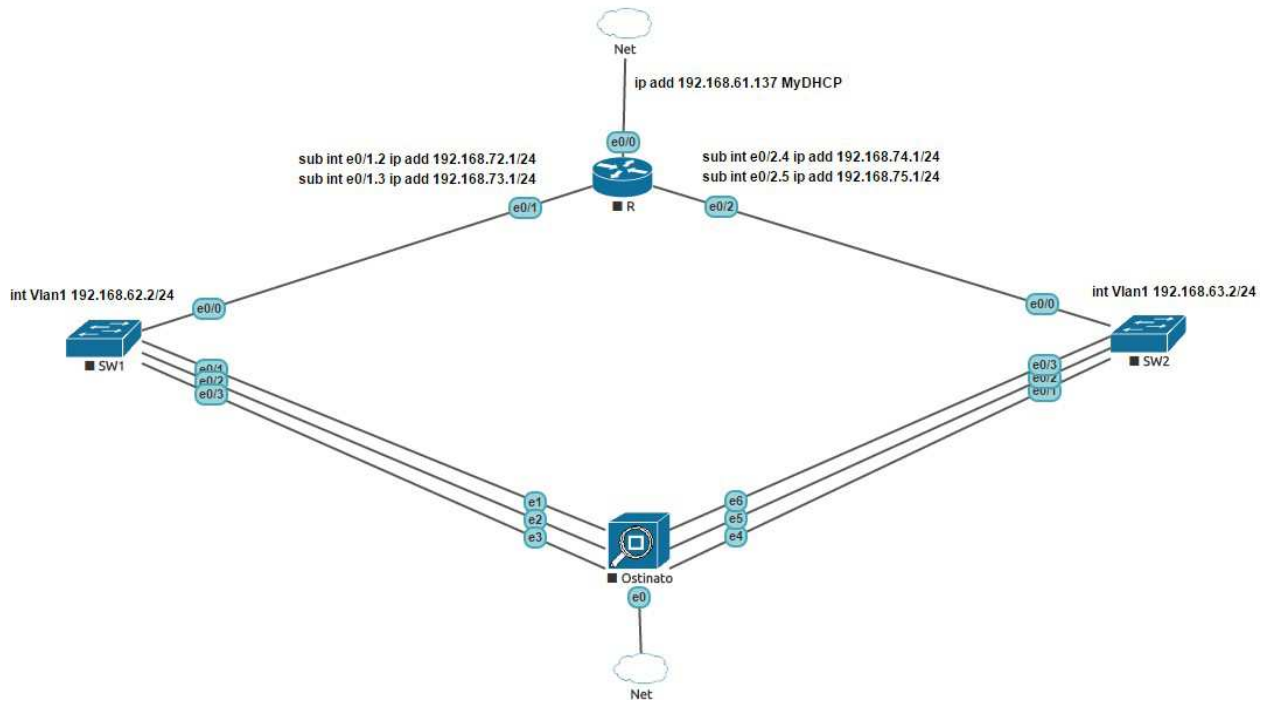 Net
ip add 192.168.61.137 MyDHCP
e0/0
sub int e0/1.2 ip add 192.168.72.1/24
sub int e0/1.3 ip add 192.168.73.1/24
sub int e0/2.4 ip add 192.168.74.1/24
sub int e0/2.5 ip add 192.168.75.1/24
e0/1
R
e0/2
int Vlan1 192.168.62.2/24
int Vlan1 192.168.63.2/24
e0/0
e0/0
SW1
SW2
e0/1
e0/2
e0/3
e0/3
e0/2
e0/1
e1
e2
e3
e6
e5
e4
Ostinato
e0
Net